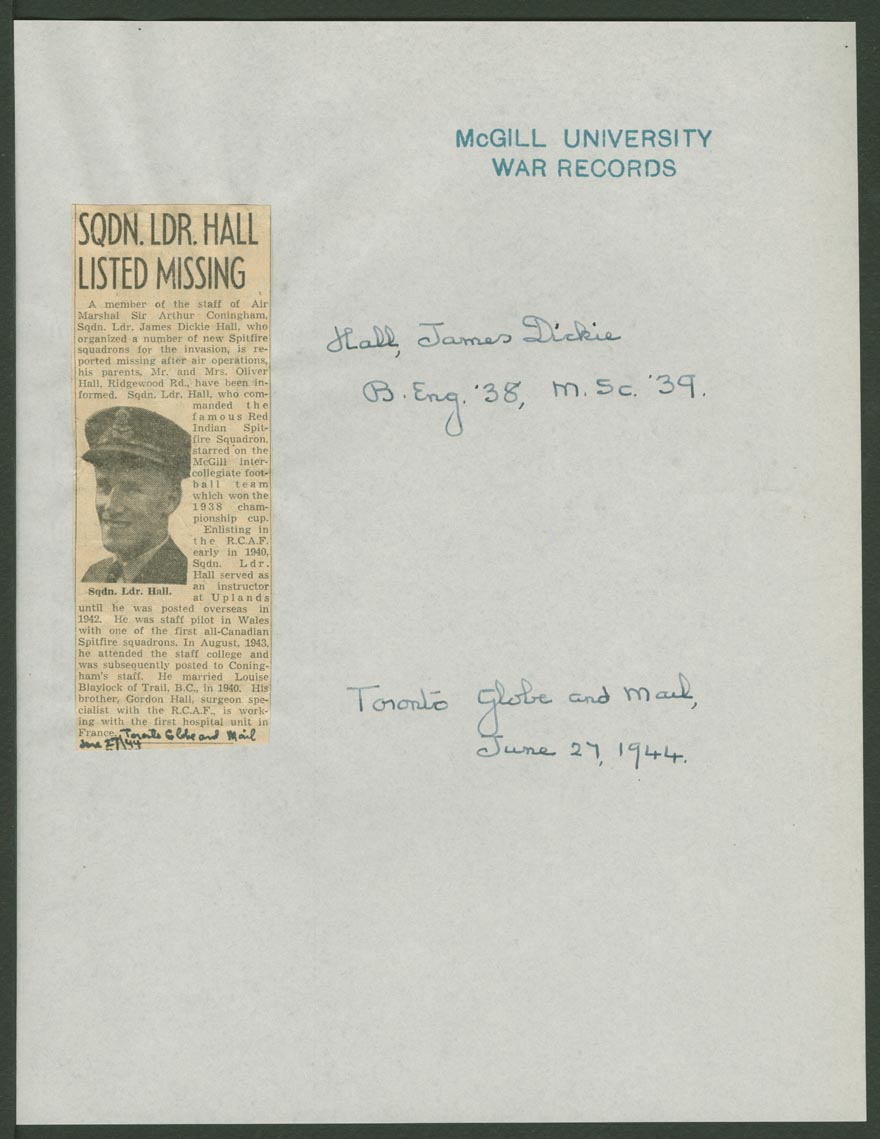 McGILL UNIVERSITY
WAR RECORDS
SQDN. LDR. HALL
LISTED MISSING
A member of the staff of Air
Marshal Sir Arthur Coningham,
Sqdn. Ldr. James Dickie Hall, who
organized a number of new Spitfire
squadrons for the invasion, is re-
ported missing after air operations,
his parents, Mr. and Mrs. Oliver
Hall, Ridgewood Rd., have been in-
formed. Sqdn. Ldr. Hall, who com-
manded the
famous Red
Indian Spit-
fire Squadron,
starred on the
McGill inter-
collegiate foot-
ball team
which won the
1938 cham-
pionship cup.
Enlisting in
the R.C.A.F.
early in 1940,
Sqdn. Ldr.
Hall served as
an instructor
at Uplands
Sqdn. Ldr. Hall.
until he was posted overseas in
1942. He was staff pilot in Wales
with one of the first all-Canadian
Spitfire squadrons. In August, 1943,
he attended the staff college and
was subsequently posted to Coning-
ham's staff. He married Louise
Blaylock of Trail, B.C., in 1940. His
brother, Gordon Hall, surgeon spe-
cialist with the R.C.A.F., is work-
ing with the first hospital unit in
France. Toronto Globe and Mail
June 27/44
Hall, James Dickie
B. Eng. '38, M. Sc. '39.
Toronto Globe and Mail,
June 27, 1944.